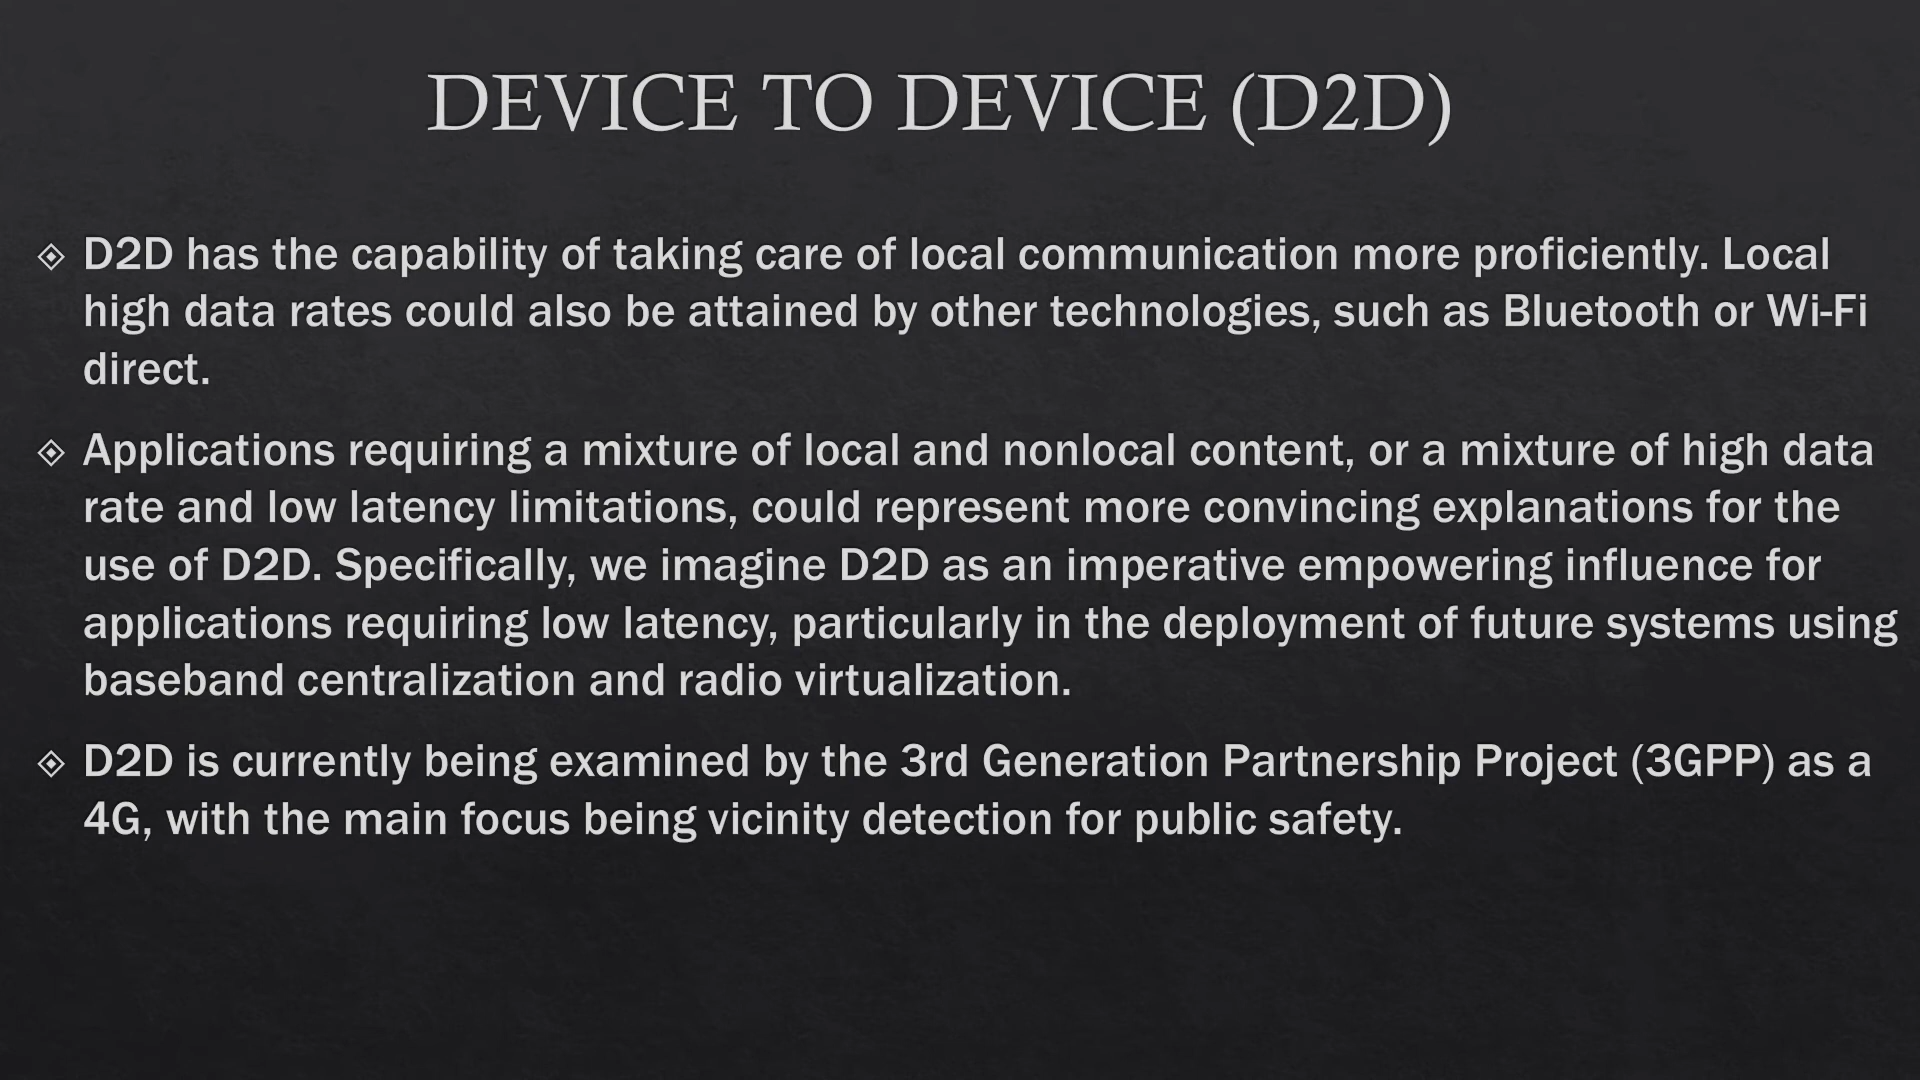 DEVICE TO DEVICE (D2D)
D2D has the capability of taking care of local communication more proficiently. Local
high data rates could also be attained by other technologies, such as Bluetooth or Wi-Fi
direct.
Applications requiring a mixture of local and nonlocal content, or a mixture of high data
rate and low latency limitations, could represent more convincing explanations for the
use of D2D. Specifically, we imagine D2D as an imperative empowering influence for
applications requiring low latency, particularly in the deployment of future systems using
baseband centralization and radio virtualization.
D2D is currently being examined by the 3rd Generation Partnership Project (3GPP) as a
4G, with the main focus being vicinity detection for public safety.